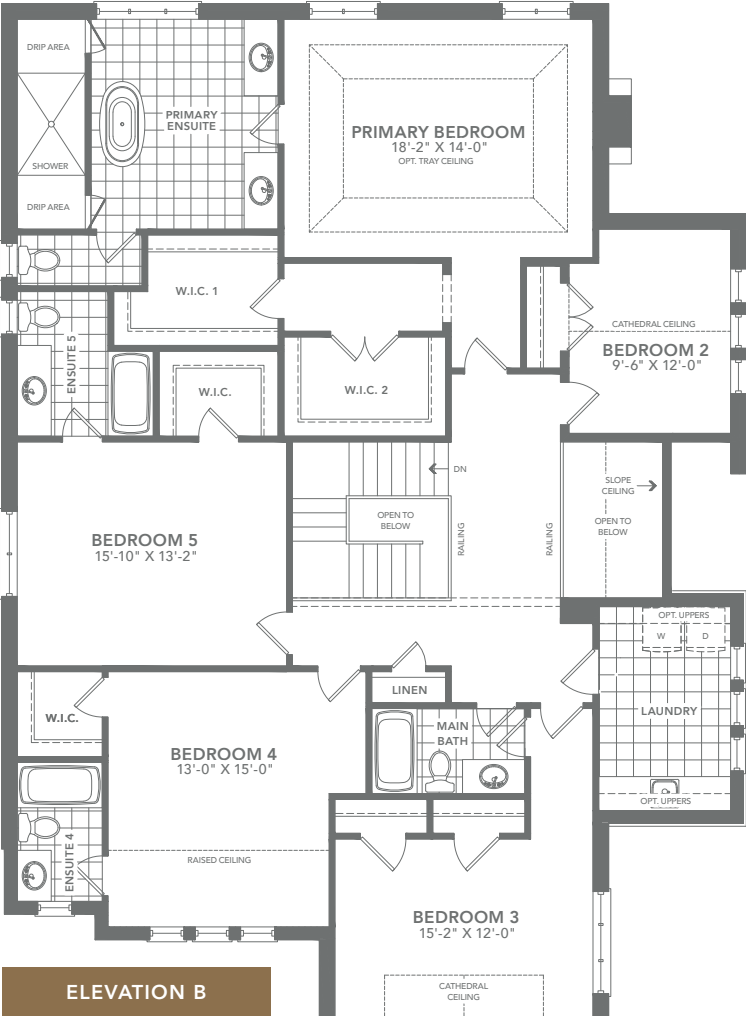 DRIP AREA
SHOWER
DRIP AREA
PRIMARY
ENSUITE
PRIMARY BEDROOM
18'-2" X 14'-0"
OPT. TRAY CEILING
W.I.C. 1
W.I.C. 2
W.I.C.
ENSUITE 5
CATHEDRAL CEILING
BEDROOM 2
9'-6" X 12'-0"
DN
OPEN TO
BELOW
RAILING
RAILING
SLOPE
CEILING
OPEN TO
BELOW
BEDROOM 5
15'-10" X 13'-2"
OPT. UPPERS
W
D
LAUNDRY
OPT. UPPERS
LINEN
MAIN
BATH
W.I.C.
BEDROOM 4
13'-0" X 15'-0"
RAISED CEILING
ENSUITE 4
BEDROOM 3
15'-2" X 12'-0"
CATHEDRAL
CEILING
ELEVATION B